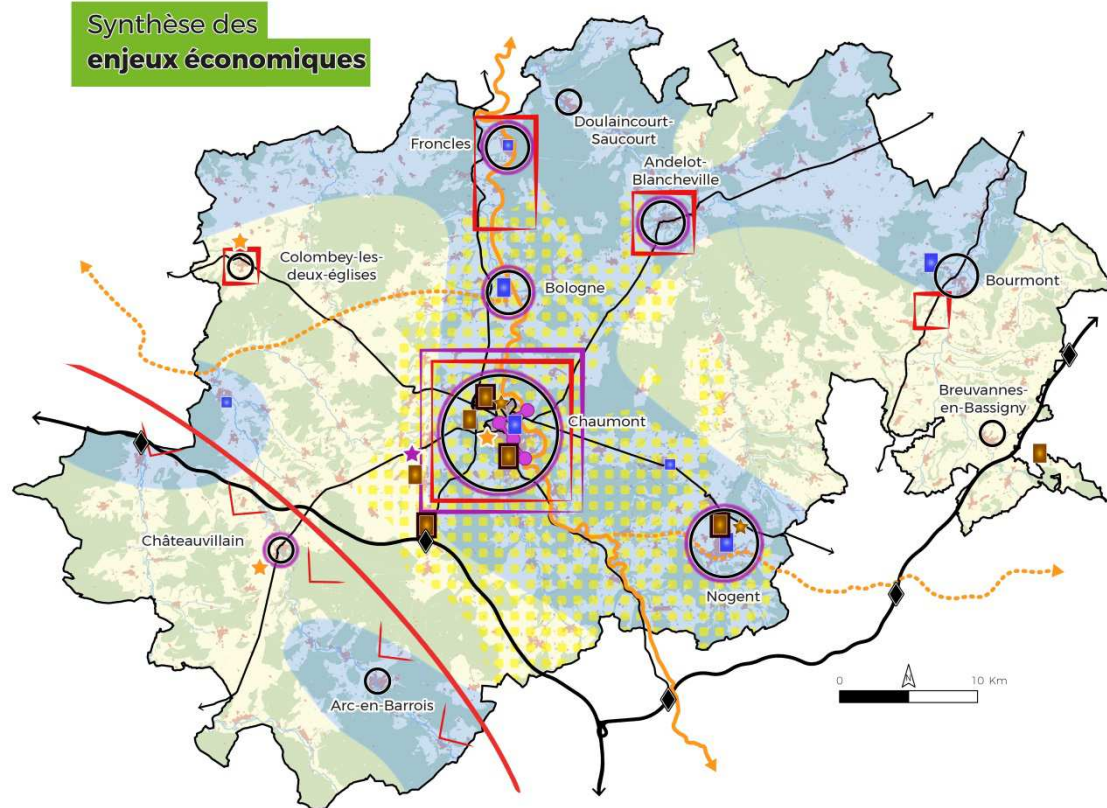 Synthèse des
enjeux économiques
Doulaincourt-
Saucourt
Froncles
Andelot-
Blancheville
Colombey-les-
deux-églises
Bologne
Bourmont
Breuvannes-
en-Bassigny
Chaumont
Châteauvillain
Nogent
N
0 10 Km
Arc-en-Barrois